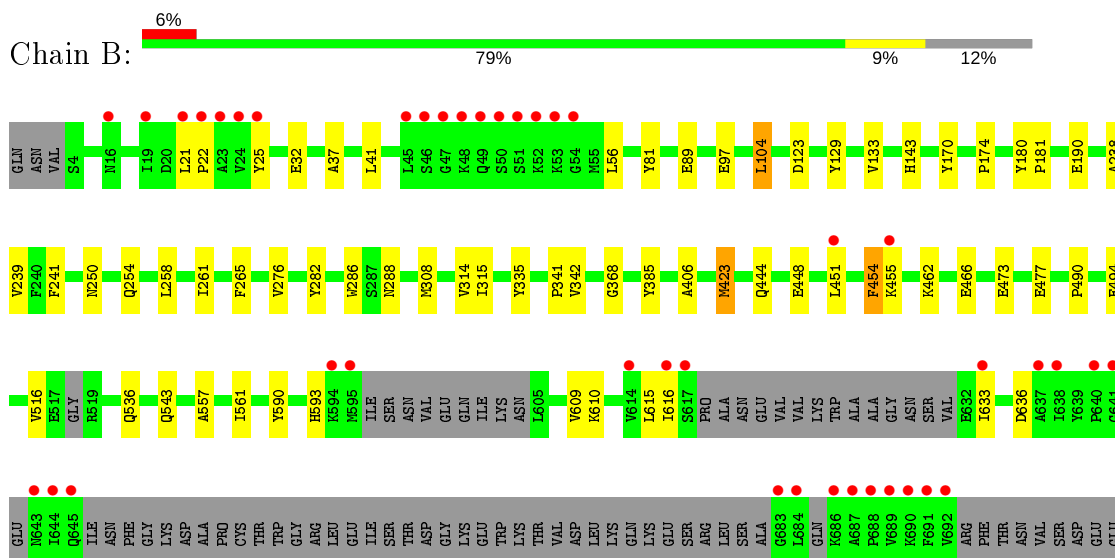 6%
Chain B:
79% 9% 12%
GLN ASN VAL S4 N16 I19 D20 L21 P22 A23 V24 Y25 E32 A37 L41 L45 S46 G47 K48 Q49 S50 S51 K52 K53 G54 M55 L56 Y81 E89 E97 L104 D123 Y129 V133 H143 Y170 P174 Y180 P181 E190 A238
V239 F240 F241 N250 Q254 L258 I261 F265 V276 Y282 W286 S287 N288 M308 V314 I315 Y335 P341 V342 G368 Y385 A406 M423 Q444 E448 L451 F454 K455 K462 E466 E473 E477 P490
V516 E517 GLY R519 Q536 Q543 A557 I561 Y590 H593 K594 M595 ILE SER ASN VAL GLU GLN ILE LYS ASN L605 V609 K610 V614 L615 I616 S617 PRO ALA ASN GLU VAL VAL LYS TRP ALA ALA GLY ASN SER VAL E632 I633 D636 A637 I638 Y639 P640 G641
GLU N643 I644 Q645 ILE ASN PHE GLY LYS ASP ALA PRO CYS THR TRP GLY ARG LEU GLU ILE SER THR ASP GLY LYS GLU TRP LYS THR VAL ASP LEU LYS GLN LYS GLU SER ARG LEU SER ALA G683 L684 GLN K686 A687 P688 V689 K690 F691 V692 ARG PHE THR ASN VAL SER ASP GLU GLU